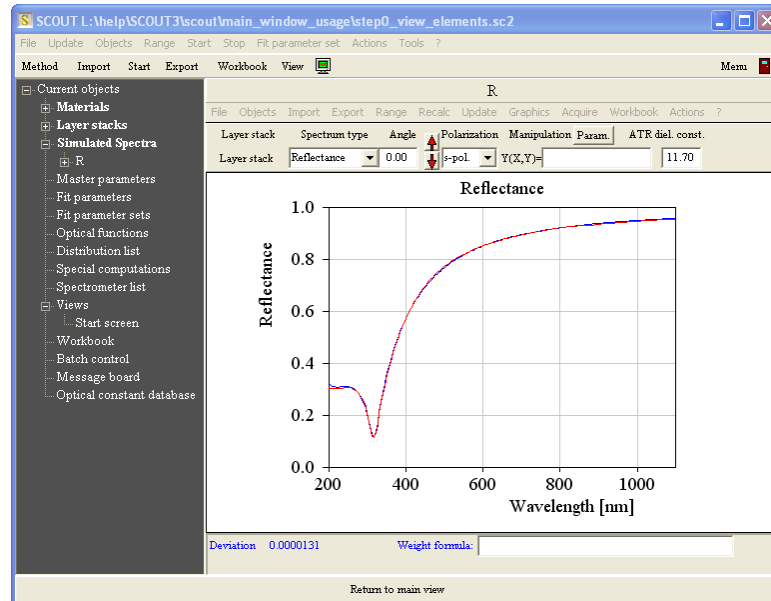 SCOUT L:\help\SCOUT3\scout\main_window_usage\step0_view_elements.sc2
File Update Objects Range Start Stop Fit parameter set Actions Tools ?
Method Import Start Export Workbook View Menu
Current objects
Materials
Layer stacks
Simulated Spectra
R
Master parameters
Fit parameters
Fit parameter sets
Optical functions
Distribution list
Special computations
Spectrometer list
Views
Start screen
Workbook
Batch control
Message board
Optical constant database
R
File Objects Import Export Range Recalc Update Graphics Acquire Workbook Actions ?
Layer stack Spectrum type Angle Polarization Manipulation Param. ATR diel. const.
Layer stack Reflectance 0.00 s-pol. Y(X,Y)= 11.70
Reflectance
Reflectance
1.0
0.8
0.6
0.4
0.2
0.0
200 400 600 800 1000
Wavelength [nm]
Deviation 0.0000131 Weight formula:
Return to main view